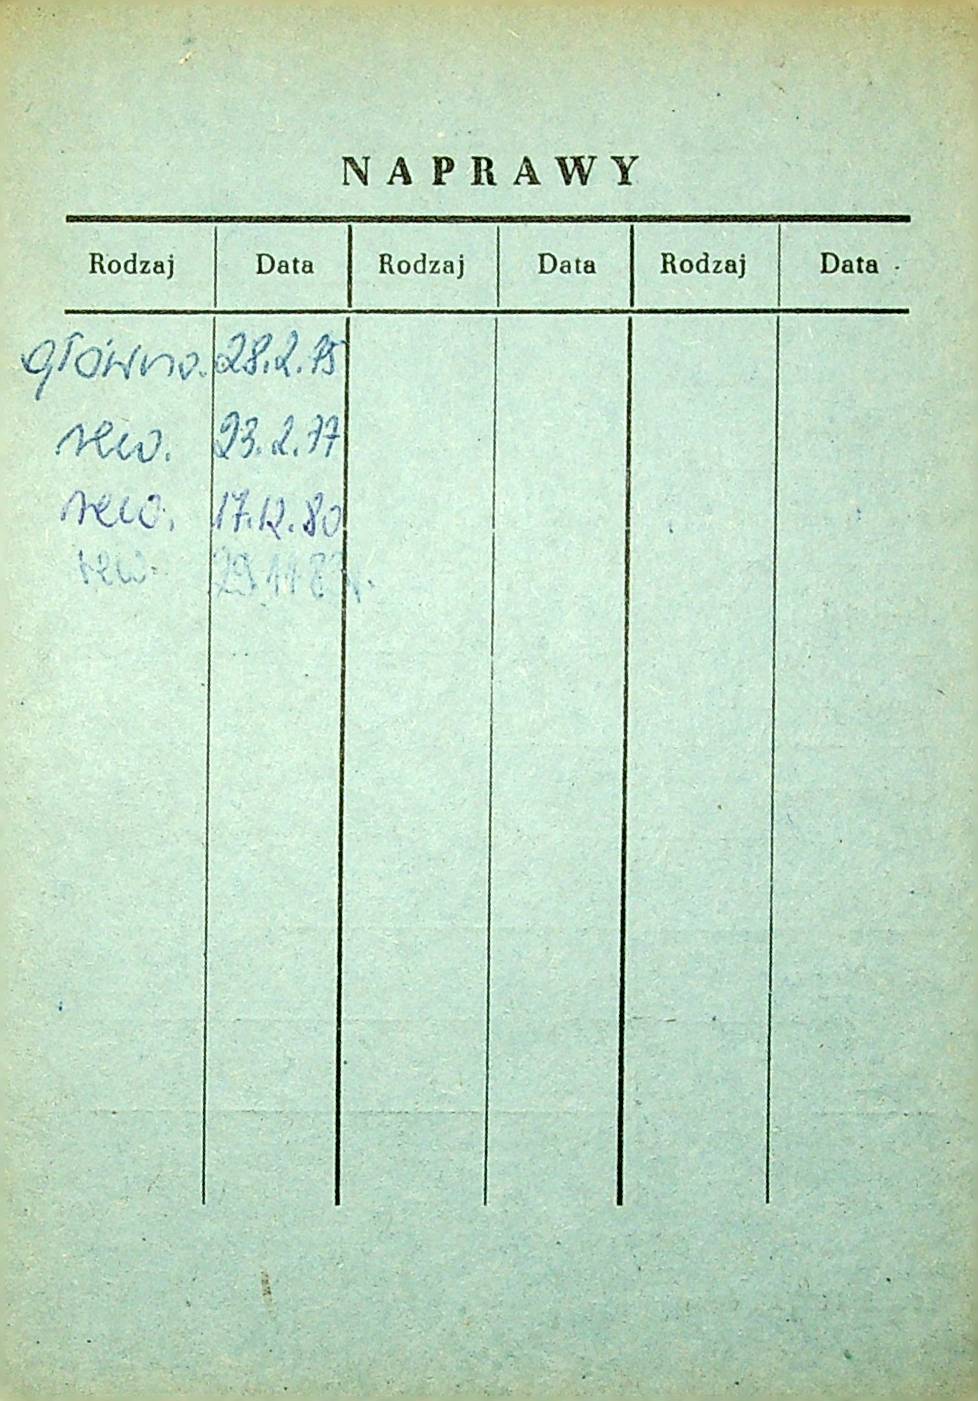 NAPRAWY
Rodzaj Data Rodzaj Data Rodzaj Data
główna. 28.2.75
rew. 23.2.77
rew. 17.12.80
rew.